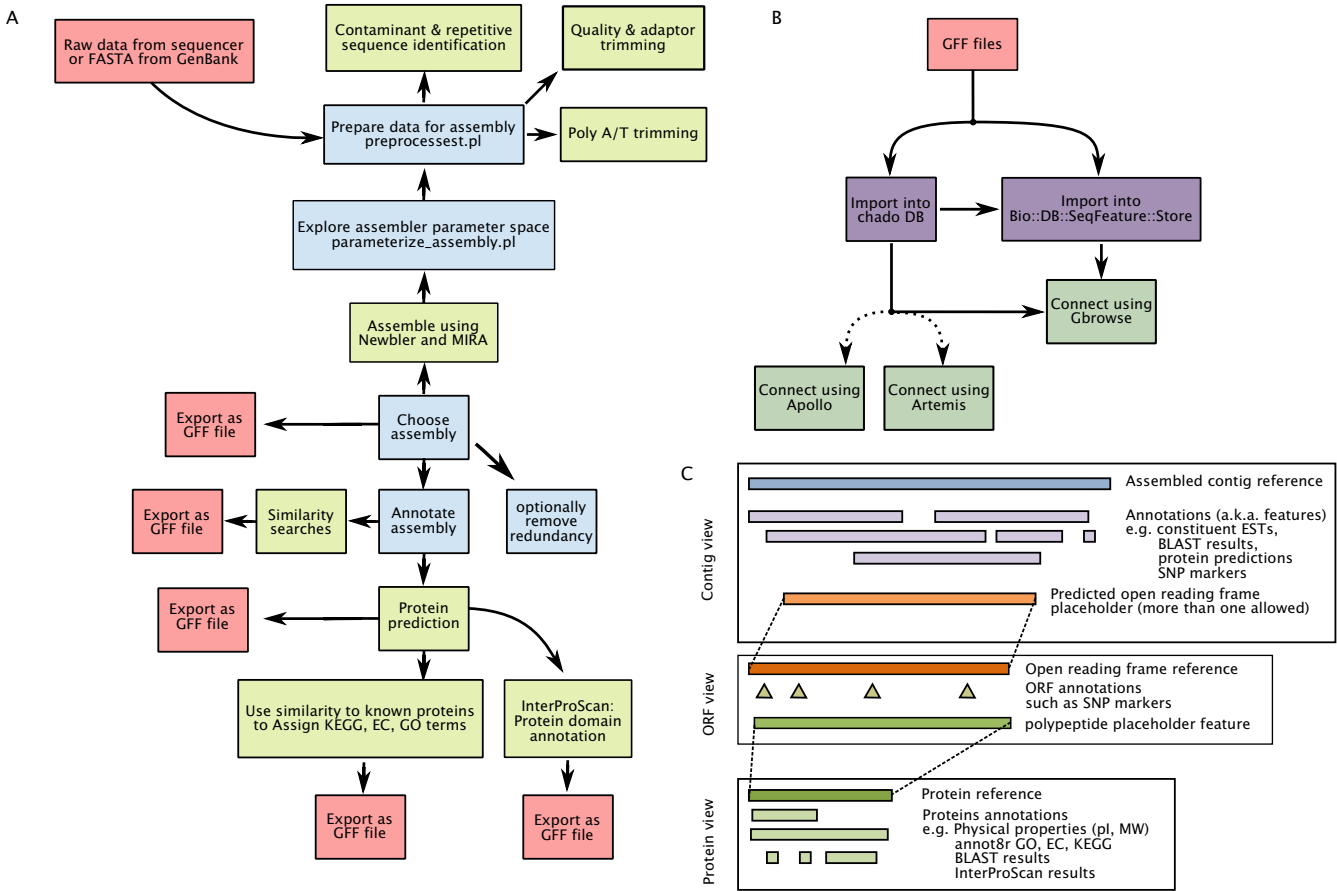 A
Raw data from sequencer
or FASTA from GenBank
Contaminant & repetitive
sequence identification
Quality & adaptor
trimming
Prepare data for assembly
preprocessest.pl
Poly A/T trimming
Explore assembler parameter space
parameterize_assembly.pl
Assemble using
Newbler and MIRA
Export as
GFF file
Choose
assembly
Export as
GFF file
Similarity
searches
Annotate
assembly
optionally
remove
redundancy
Export as
GFF file
Protein
prediction
Use similarity to known proteins
to Assign KEGG, EC, GO terms
InterProScan:
Protein domain
annotation
Export as
GFF file
Export as
GFF file
B
GFF files
Import into
chado DB
Import into
Bio::DB::SeqFeature::Store
Connect using
Gbrowse
Connect using
Apollo
Connect using
Artemis
C
Contig view
Assembled contig reference
Annotations (a.k.a. features)
e.g. constituent ESTs,
BLAST results,
protein predictions
SNP markers
Predicted open reading frame
placeholder (more than one allowed)
ORF view
Open reading frame reference
ORF annotations
such as SNP markers
polypeptide placeholder feature
Protein view
Protein reference
Proteins annotations
e.g. Physical properties (pI, MW)
annot8r GO, EC, KEGG
BLAST results
InterProScan results